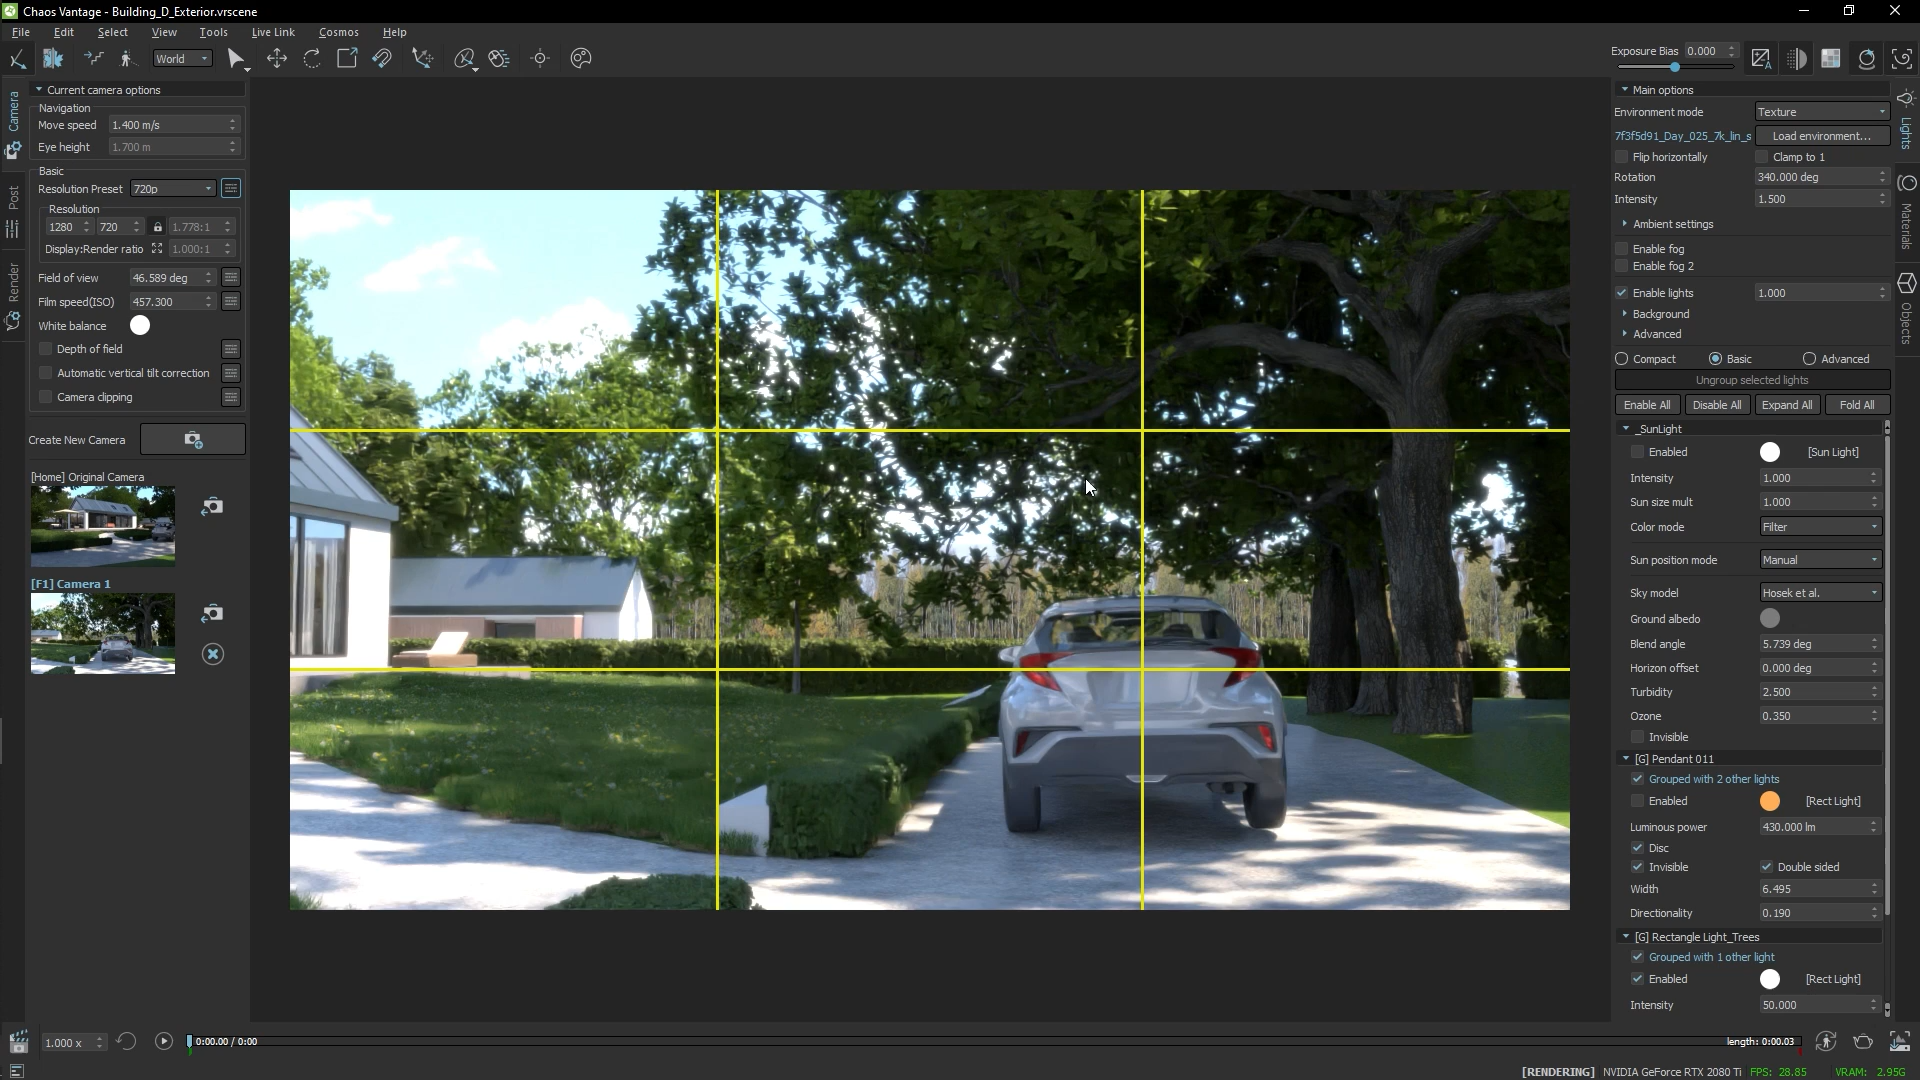 Chaos Vantage - Building_D_Exterior.vrscene
File Edit Select View Tools Live Link Cosmos Help
World
Exposure Bias 0.000
Camera
Post
Render
Current camera options
Navigation
Move speed 1.400 m/s
Eye height 1.700 m
Basic
Resolution Preset 720p
Resolution
1280 720 1.778:1
Display:Render ratio 1.000:1
Field of view 46.589 deg
Film speed(ISO) 457.300
White balance
Depth of field
Automatic vertical tilt correction
Camera clipping
Create New Camera
[Home] Original Camera
[F1] Camera 1
Main options
Environment mode Texture
7f3f5d91_Day_025_7k_lin_s Load environment...
Flip horizontally Clamp to 1
Rotation 340.000 deg
Intensity 1.500
Ambient settings
Enable fog
Enable fog 2
Enable lights 1.000
Background
Advanced
Compact Basic Advanced
Ungroup selected lights
Enable All Disable All Expand All Fold All
_SunLight
Enabled [Sun Light]
Intensity 1.000
Sun size mult 1.000
Color mode Filter
Sun position mode Manual
Sky model Hosek et al.
Ground albedo
Blend angle 5.739 deg
Horizon offset 0.000 deg
Turbidity 2.500
Ozone 0.350
Invisible
[G] Pendant 011
Grouped with 2 other lights
Enabled [Rect Light]
Luminous power 430.000 lm
Disc
Invisible Double sided
Width 6.495
Directionality 0.190
[G] Rectangle Light_Trees
Grouped with 1 other light
Enabled [Rect Light]
Intensity 50.000
Lights
Materials
Objects
1.000 x 0:00.00 / 0:00 length: 0:00.03
[RENDERING] NVIDIA GeForce RTX 2080 Ti FPS: 28.85 VRAM: 2.95G